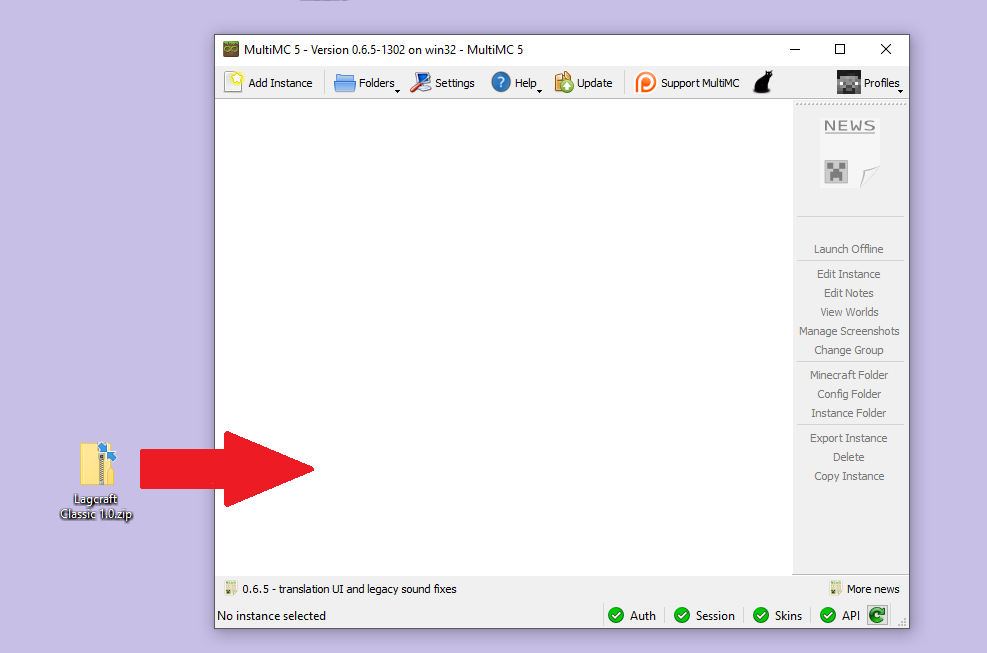 MultiMC 5 - Version 0.6.5-1302 on win32 - MultiMC 5
Add Instance Folders Settings Help Update Support MultiMC Profiles
NEWS
Launch Offline
Edit Instance
Edit Notes
View Worlds
Manage Screenshots
Change Group
Minecraft Folder
Config Folder
Instance Folder
Export Instance
Delete
Copy Instance
Lagcraft
Classic 1.0.zip
0.6.5 - translation UI and legacy sound fixes More news
No instance selected Auth Session Skins API